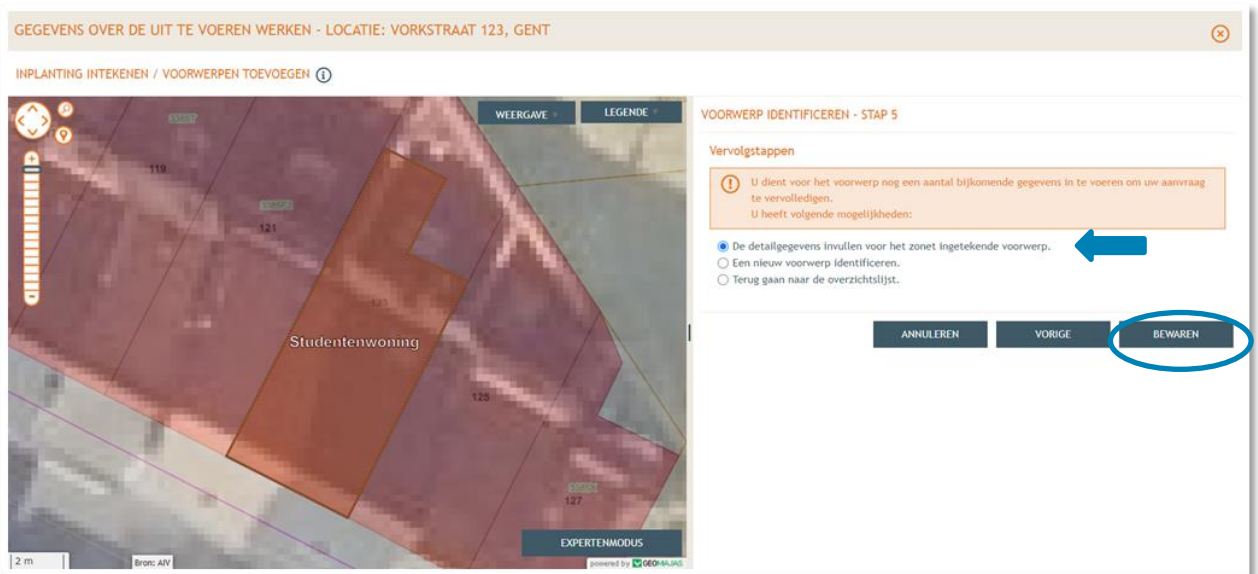 GEGEVENS OVER DE UIT TE VOEREN WERKEN - LOCATIE: VORKSTRAAT 123, GENT
INPLANTING INTEKENEN / VOORWERPEN TOEVOEGEN
WEERGAVE
LEGENDE
119
121
Studentenwoning
125
127
EXPERTENMODUS
2 m
Bron: AIV
powered by GEOMAJAS
VOORWERP IDENTIFICEREN - STAP 5
Vervolgstappen
U dient voor het voorwerp nog een aantal bijkomende gegevens in te voeren om uw aanvraag
te vervolledigen.
U heeft volgende mogelijkheden:
De detailgegevens invullen voor het zonet ingetekende voorwerp.
Een nieuw voorwerp identificeren.
Terug gaan naar de overzichtslijst.
ANNULEREN
VORIGE
BEWAREN